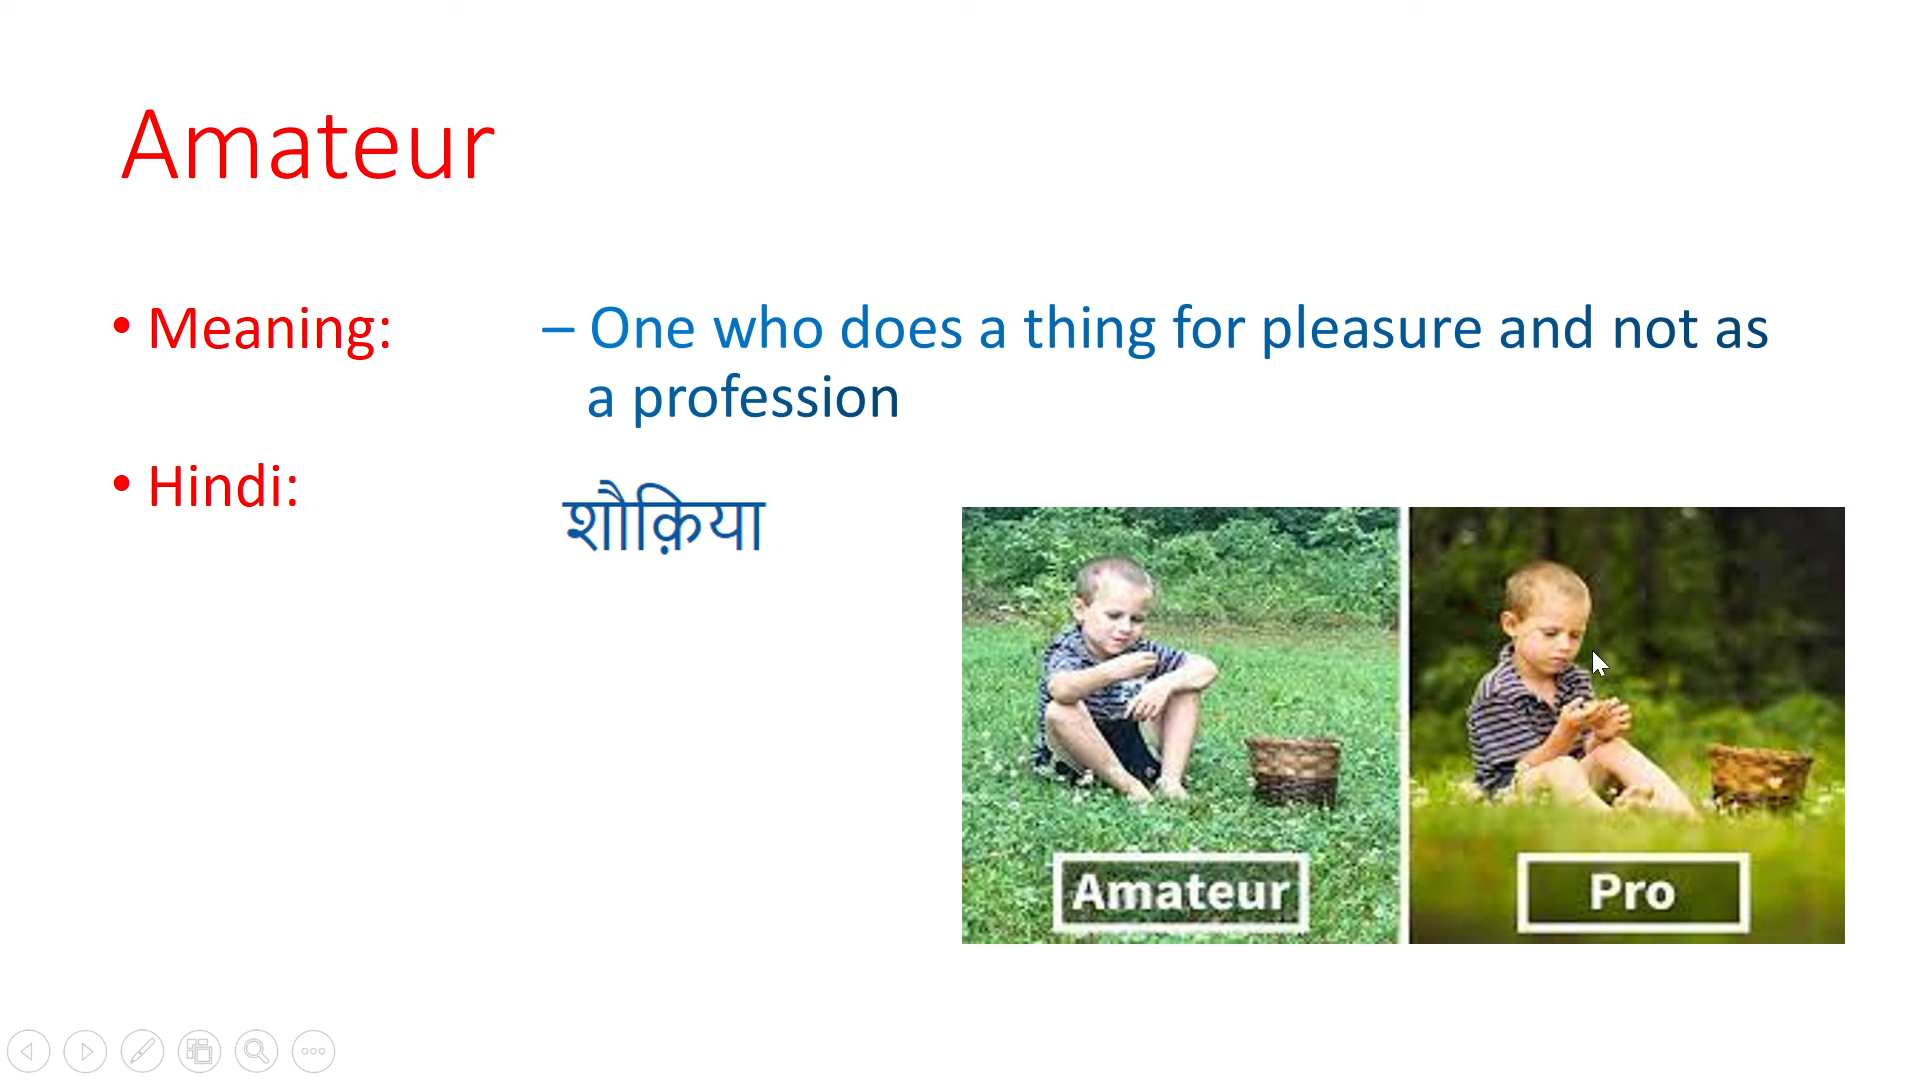 Amateur
• Meaning:
– One who does a thing for pleasure and not as
a profession
• Hindi:
शौक़िया
Amateur
Pro